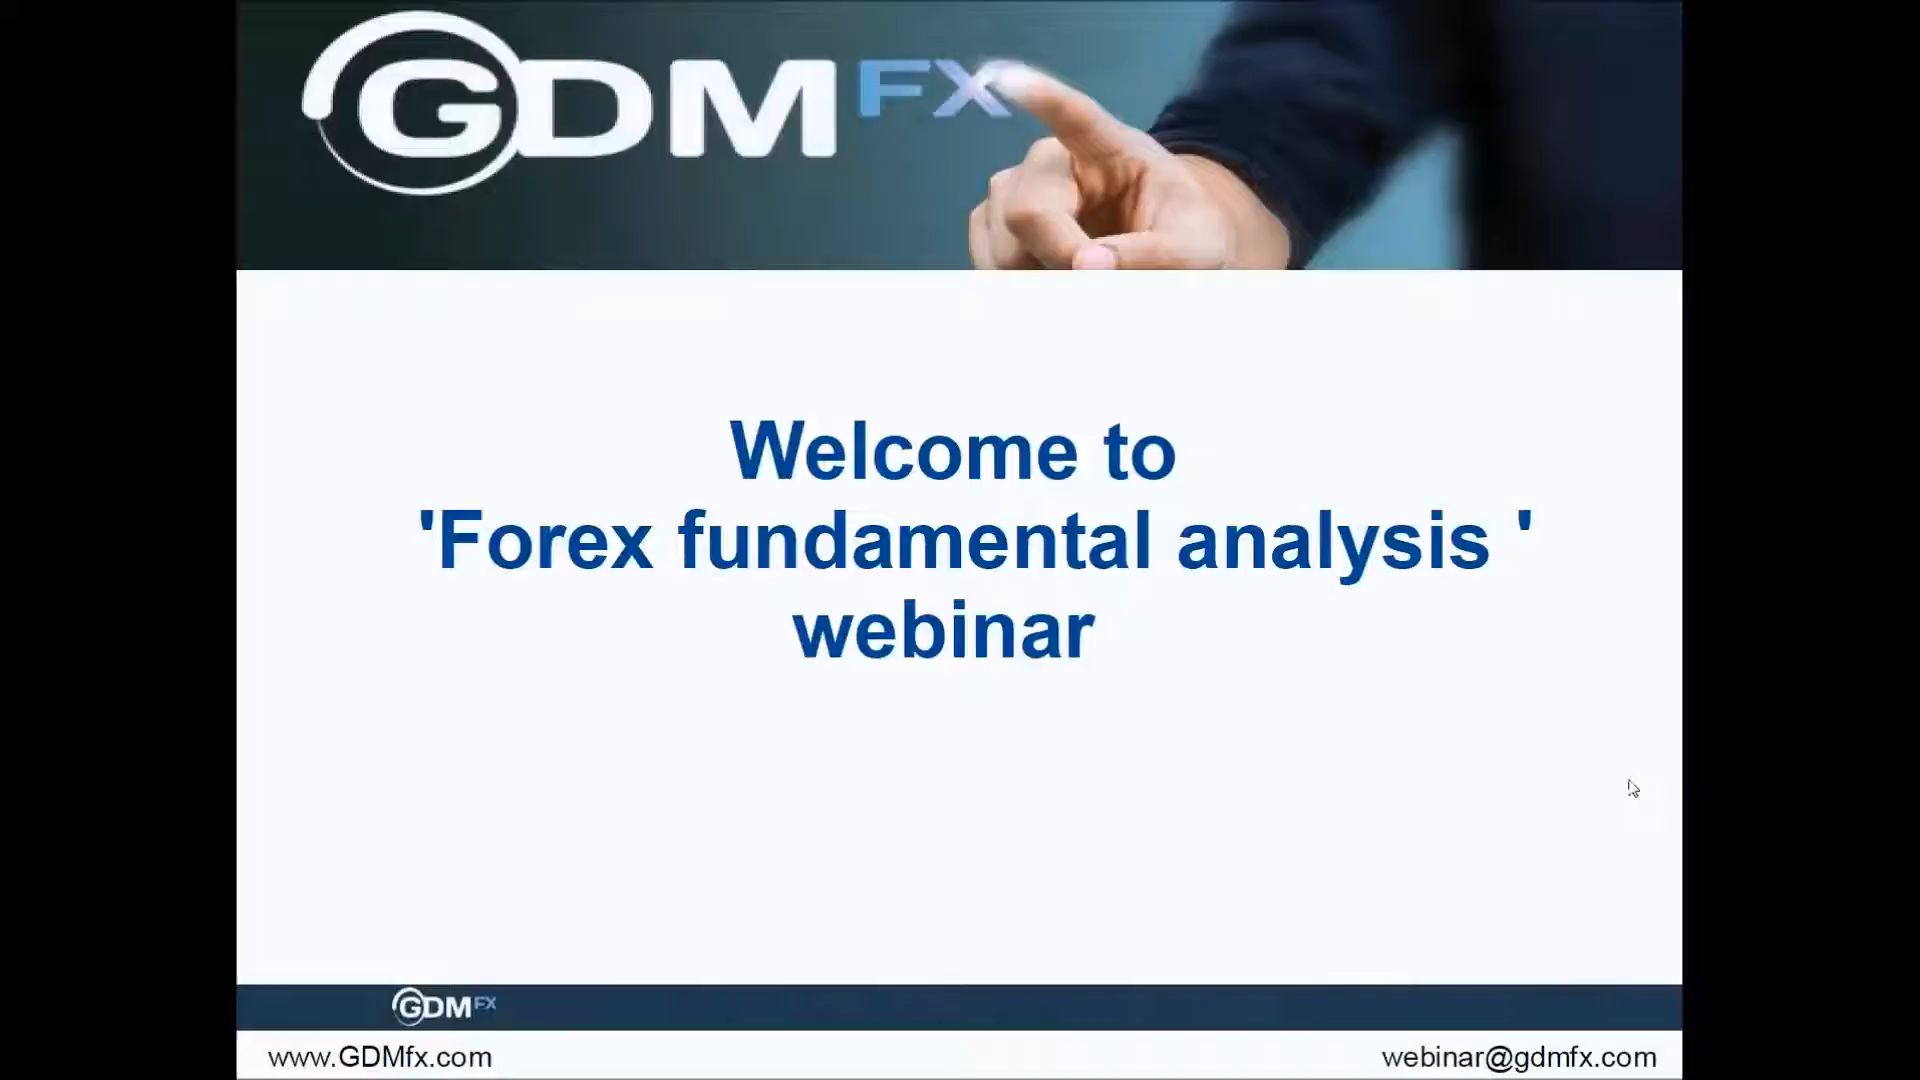 GDM FX
Welcome to
'Forex fundamental analysis '
webinar
GDM FX
www.GDMfx.com
webinar@gdmfx.com